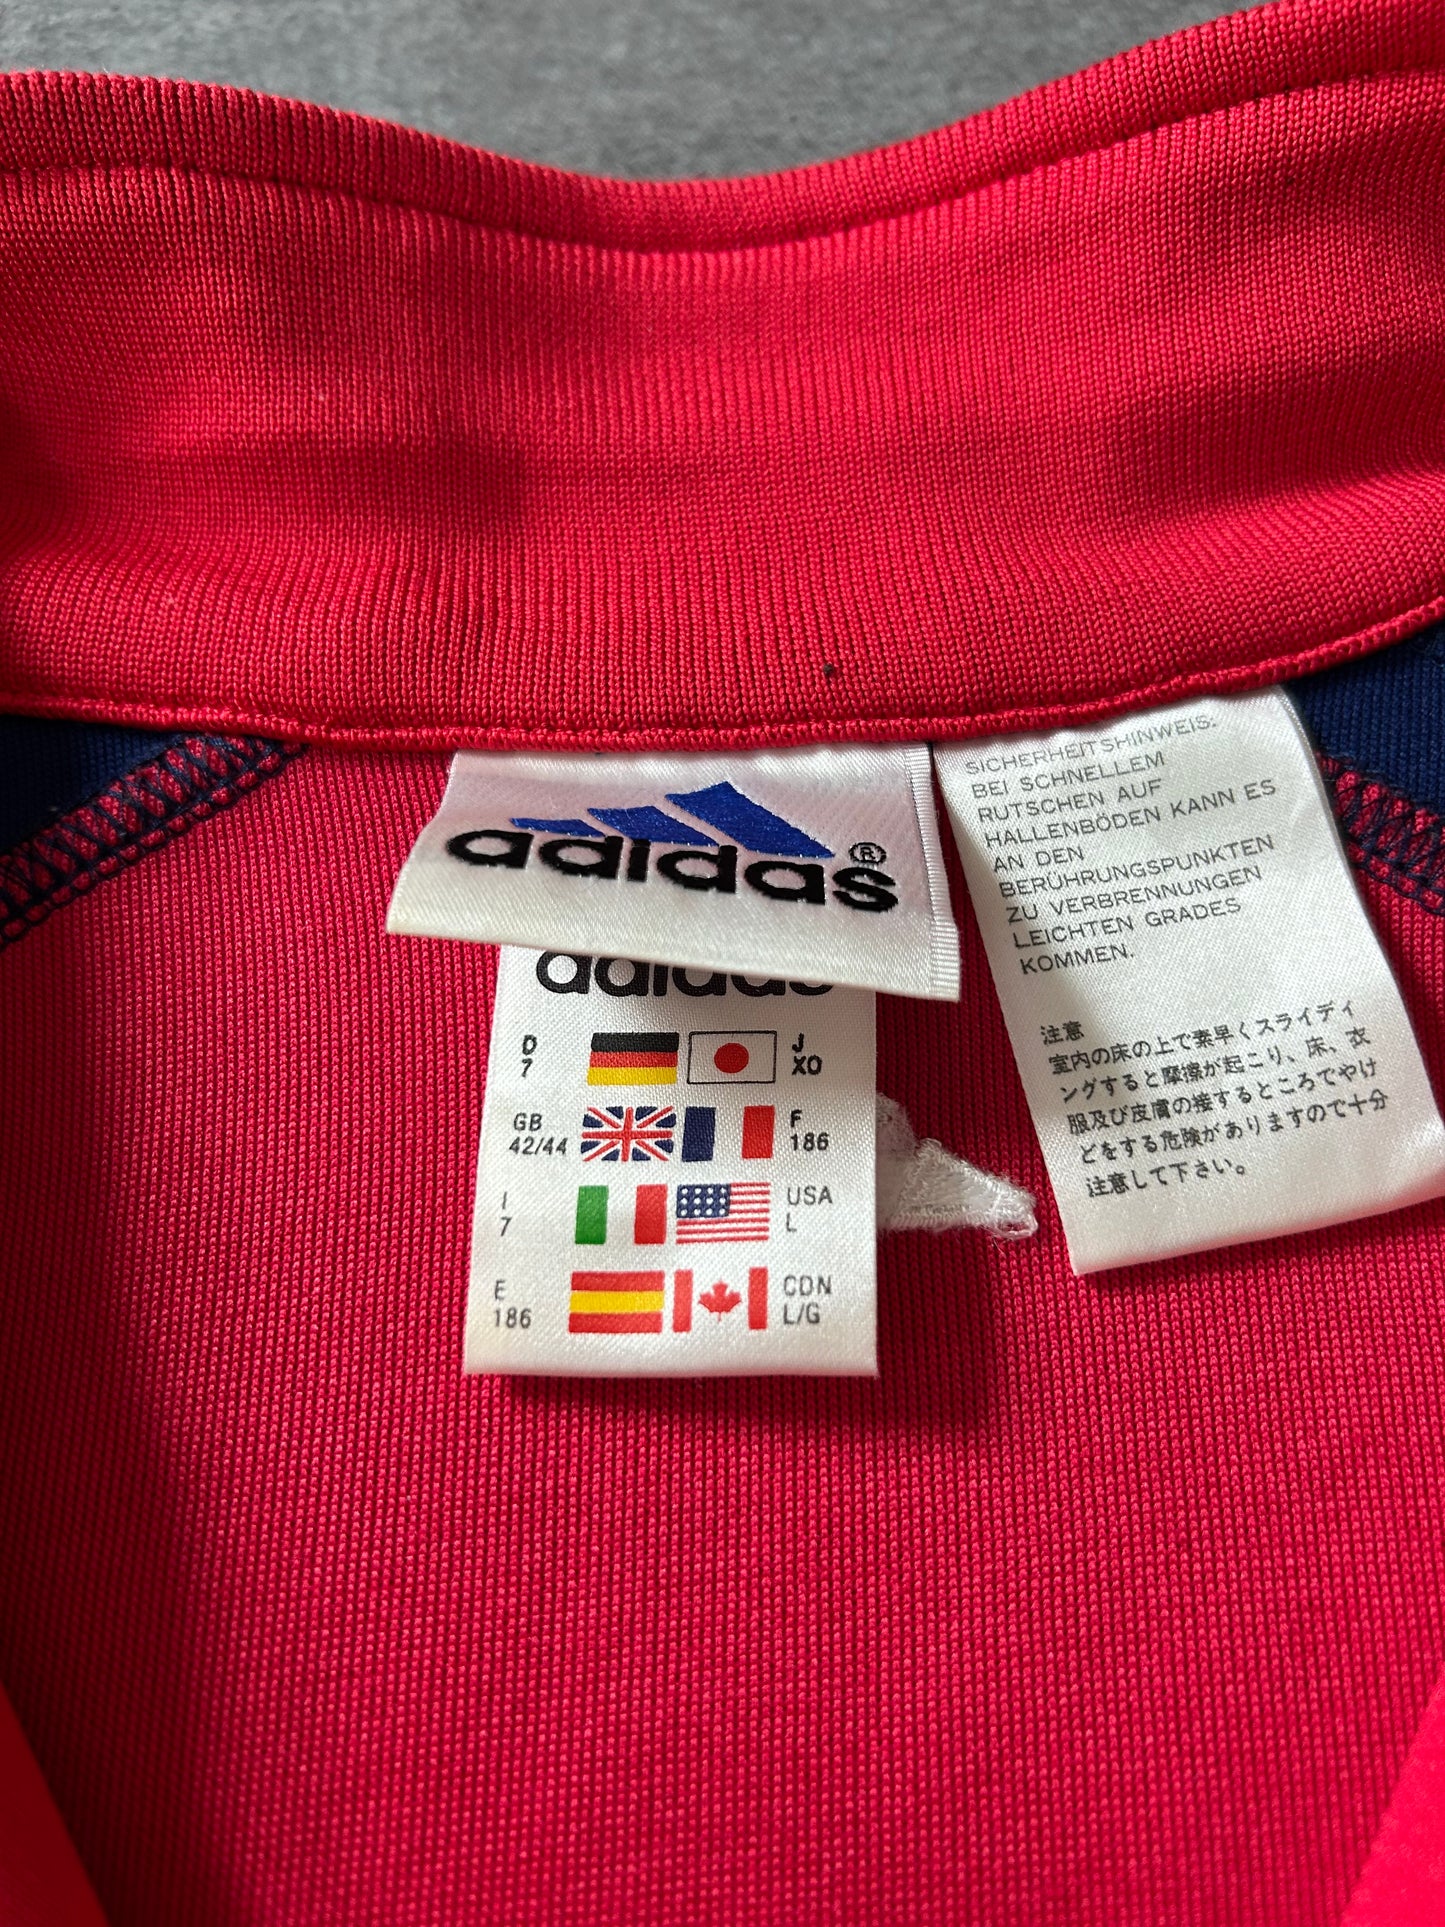 adidas®
adidas
D
7
J
XO
GB
42/44
F
186
I
7
USA
L
E
186
CDN
L/G
SICHERHEITSHINWEIS:
BEI SCHNELLEM
RUTSCHEN AUF
HALLENBÖDEN KANN ES
AN DEN
BERÜHRUNGSPUNKTEN
ZU VERBRENNUNGEN
LEICHTEN GRADES
KOMMEN.
注意
室内の床の上で素早くスライディ
ングすると摩擦が起こり、床、衣
服及び皮膚の接するところでやけ
どをする危険がありますので十分
注意して下さい。